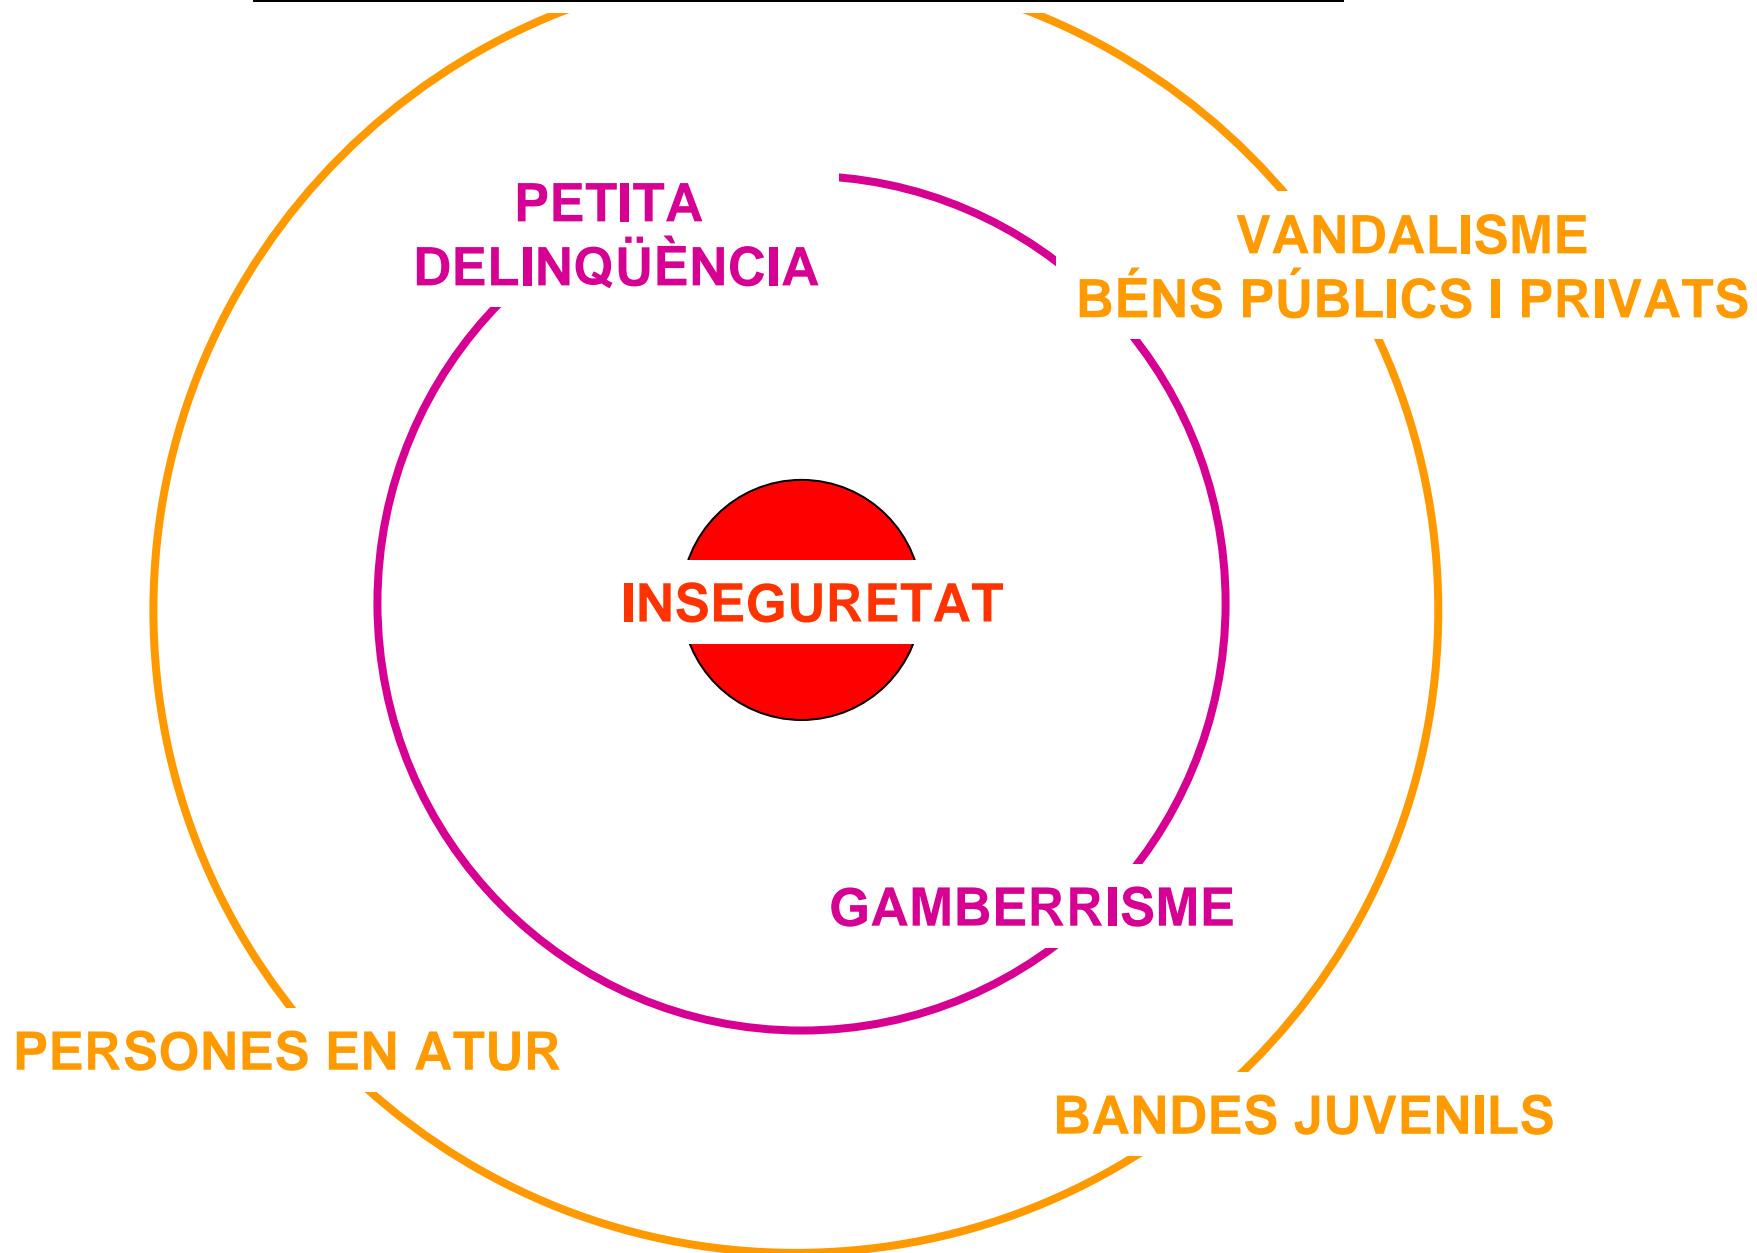 PETITA
DELINQÜÈNCIA
VANDALISME
BÉNS PÚBLICS I PRIVATS
INSEGURETAT
GAMBERRISME
PERSONES EN ATUR
BANDES JUVENILS